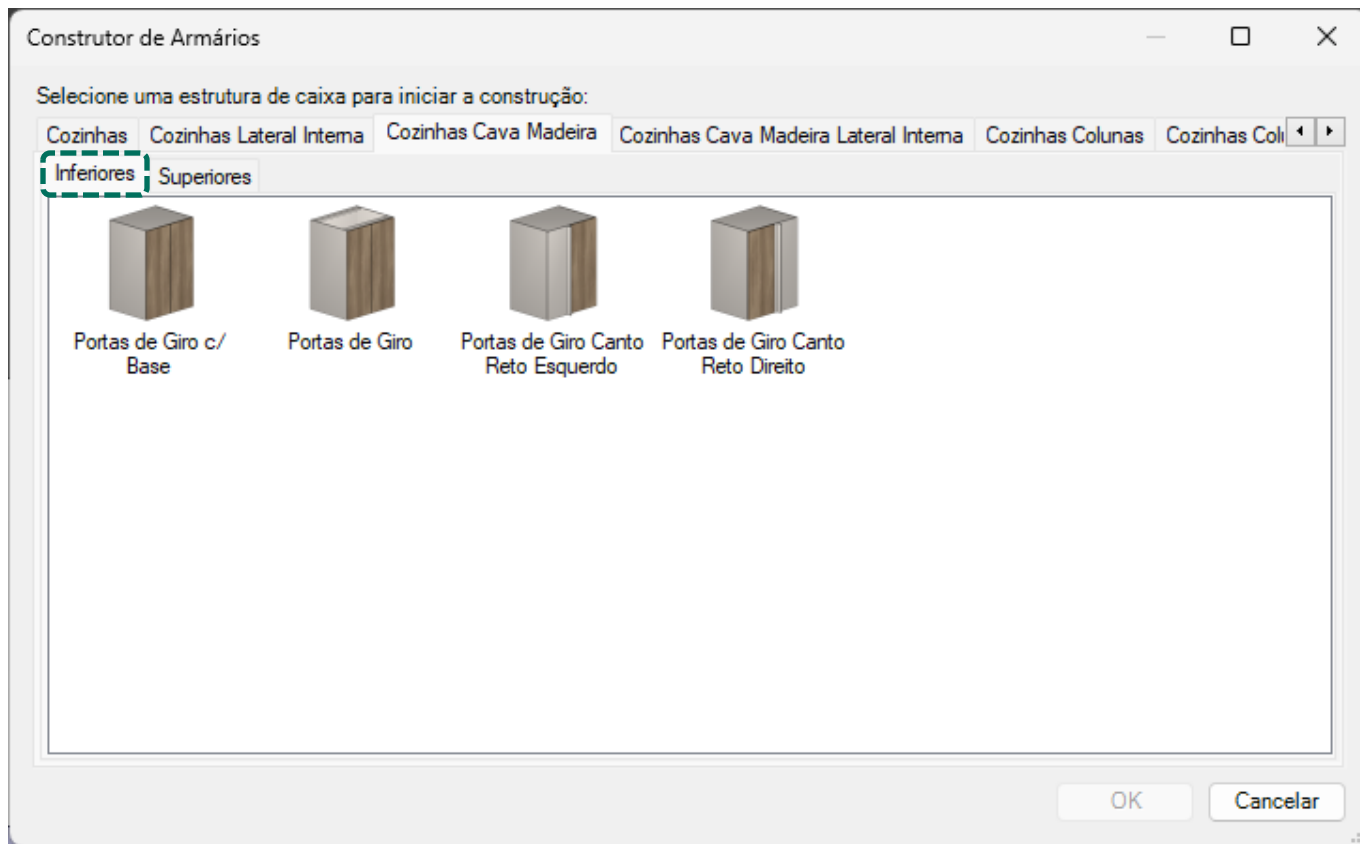 Construtor de Armários
Selecione uma estrutura de caixa para iniciar a construção:
Cozinhas Cozinhas Lateral Interna Cozinhas Cava Madeira Cozinhas Cava Madeira Lateral Interna Cozinhas Colunas Cozinhas Colu
Inferiores Superiores
Portas de Giro c/ Portas de Giro Portas de Giro Canto Portas de Giro Canto
Base Reto Esquerdo Reto Direito
OK Cancelar